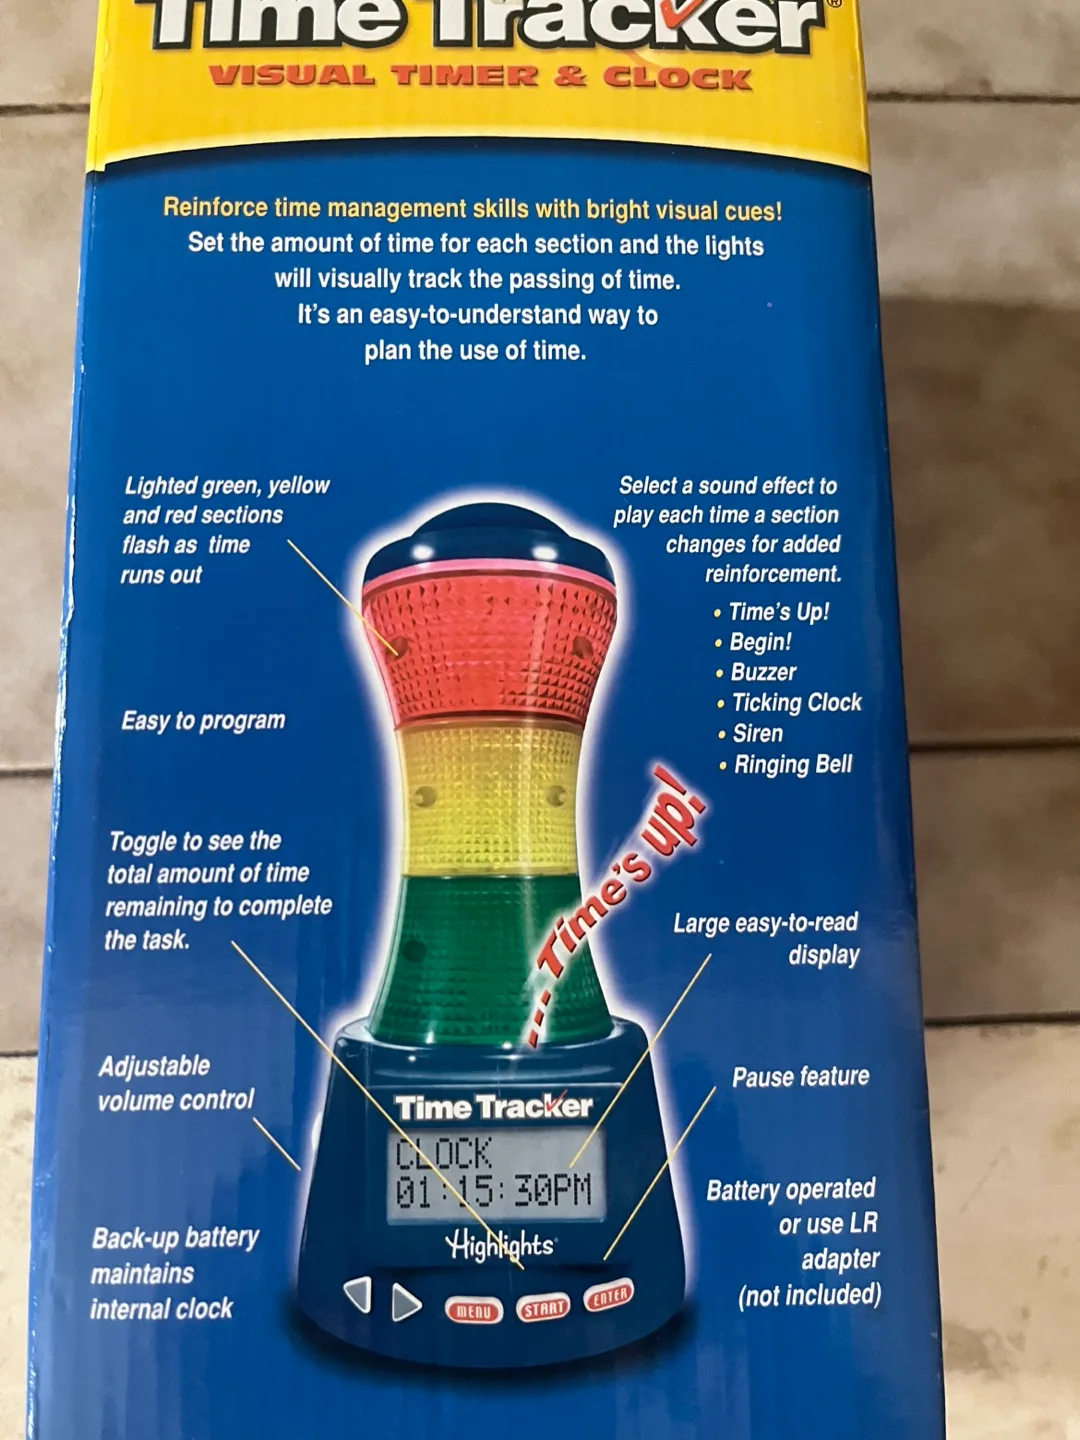 Time Tracker®
VISUAL TIMER & CLOCK
Reinforce time management skills with bright visual cues!
Set the amount of time for each section and the lights
will visually track the passing of time.
It's an easy-to-understand way to
plan the use of time.
Lighted green, yellow
and red sections
flash as time
runs out
Select a sound effect to
play each time a section
changes for added
reinforcement.
• Time's Up!
• Begin!
• Buzzer
• Ticking Clock
• Siren
• Ringing Bell
Easy to program
Toggle to see the
total amount of time
remaining to complete
the task.
--- Time's up!
Large easy-to-read
display
Adjustable
volume control
Pause feature
Time Tracker
CLOCK
01:15:30PM
Highlights
Back-up battery
maintains
internal clock
Battery operated
or use LR
adapter
(not included)
MENU
START
ENTER